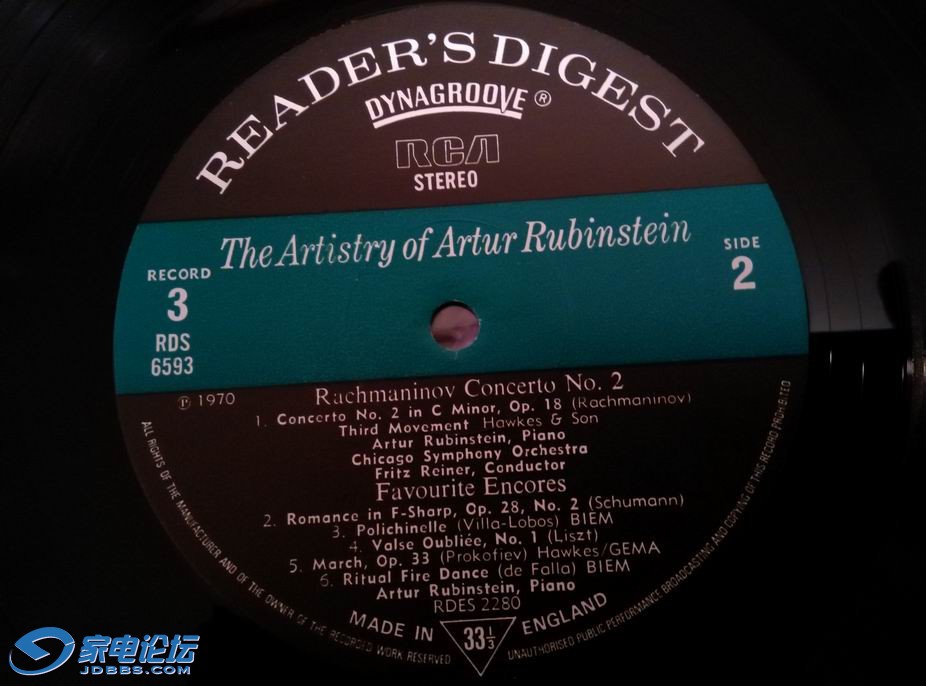 READER'S DIGEST
DYNAGROOVE ®
RCA
STEREO
The Artistry of Artur Rubinstein
RECORD
3
RDS
6593
SIDE
2
℗ 1970
Rachmaninov Concerto No. 2
1. Concerto No. 2 in C Minor, Op. 18 (Rachmaninov)
Third Movement Hawkes & Son
Artur Rubinstein, Piano
Chicago Symphony Orchestra
Fritz Reiner, Conductor
Favourite Encores
2. Romance in F-Sharp, Op. 28, No. 2 (Schumann)
3. Polichinelle (Villa-Lobos) BIEM
4. Valse Oubliée, No. 1 (Liszt)
5. March, Op. 33 (Prokofiev) Hawkes/GEMA
6. Ritual Fire Dance (de Falla) BIEM
Artur Rubinstein, Piano
RDES 2280
MADE IN 33⅓ ENGLAND
ALL RIGHTS OF THE MANUFACTURER AND OF THE OWNER OF THE RECORDED WORK RESERVED
UNAUTHORISED PUBLIC PERFORMANCE BROADCASTING AND COPYING OF THIS RECORD PROHIBITED
家电论坛
JDBBS.COM